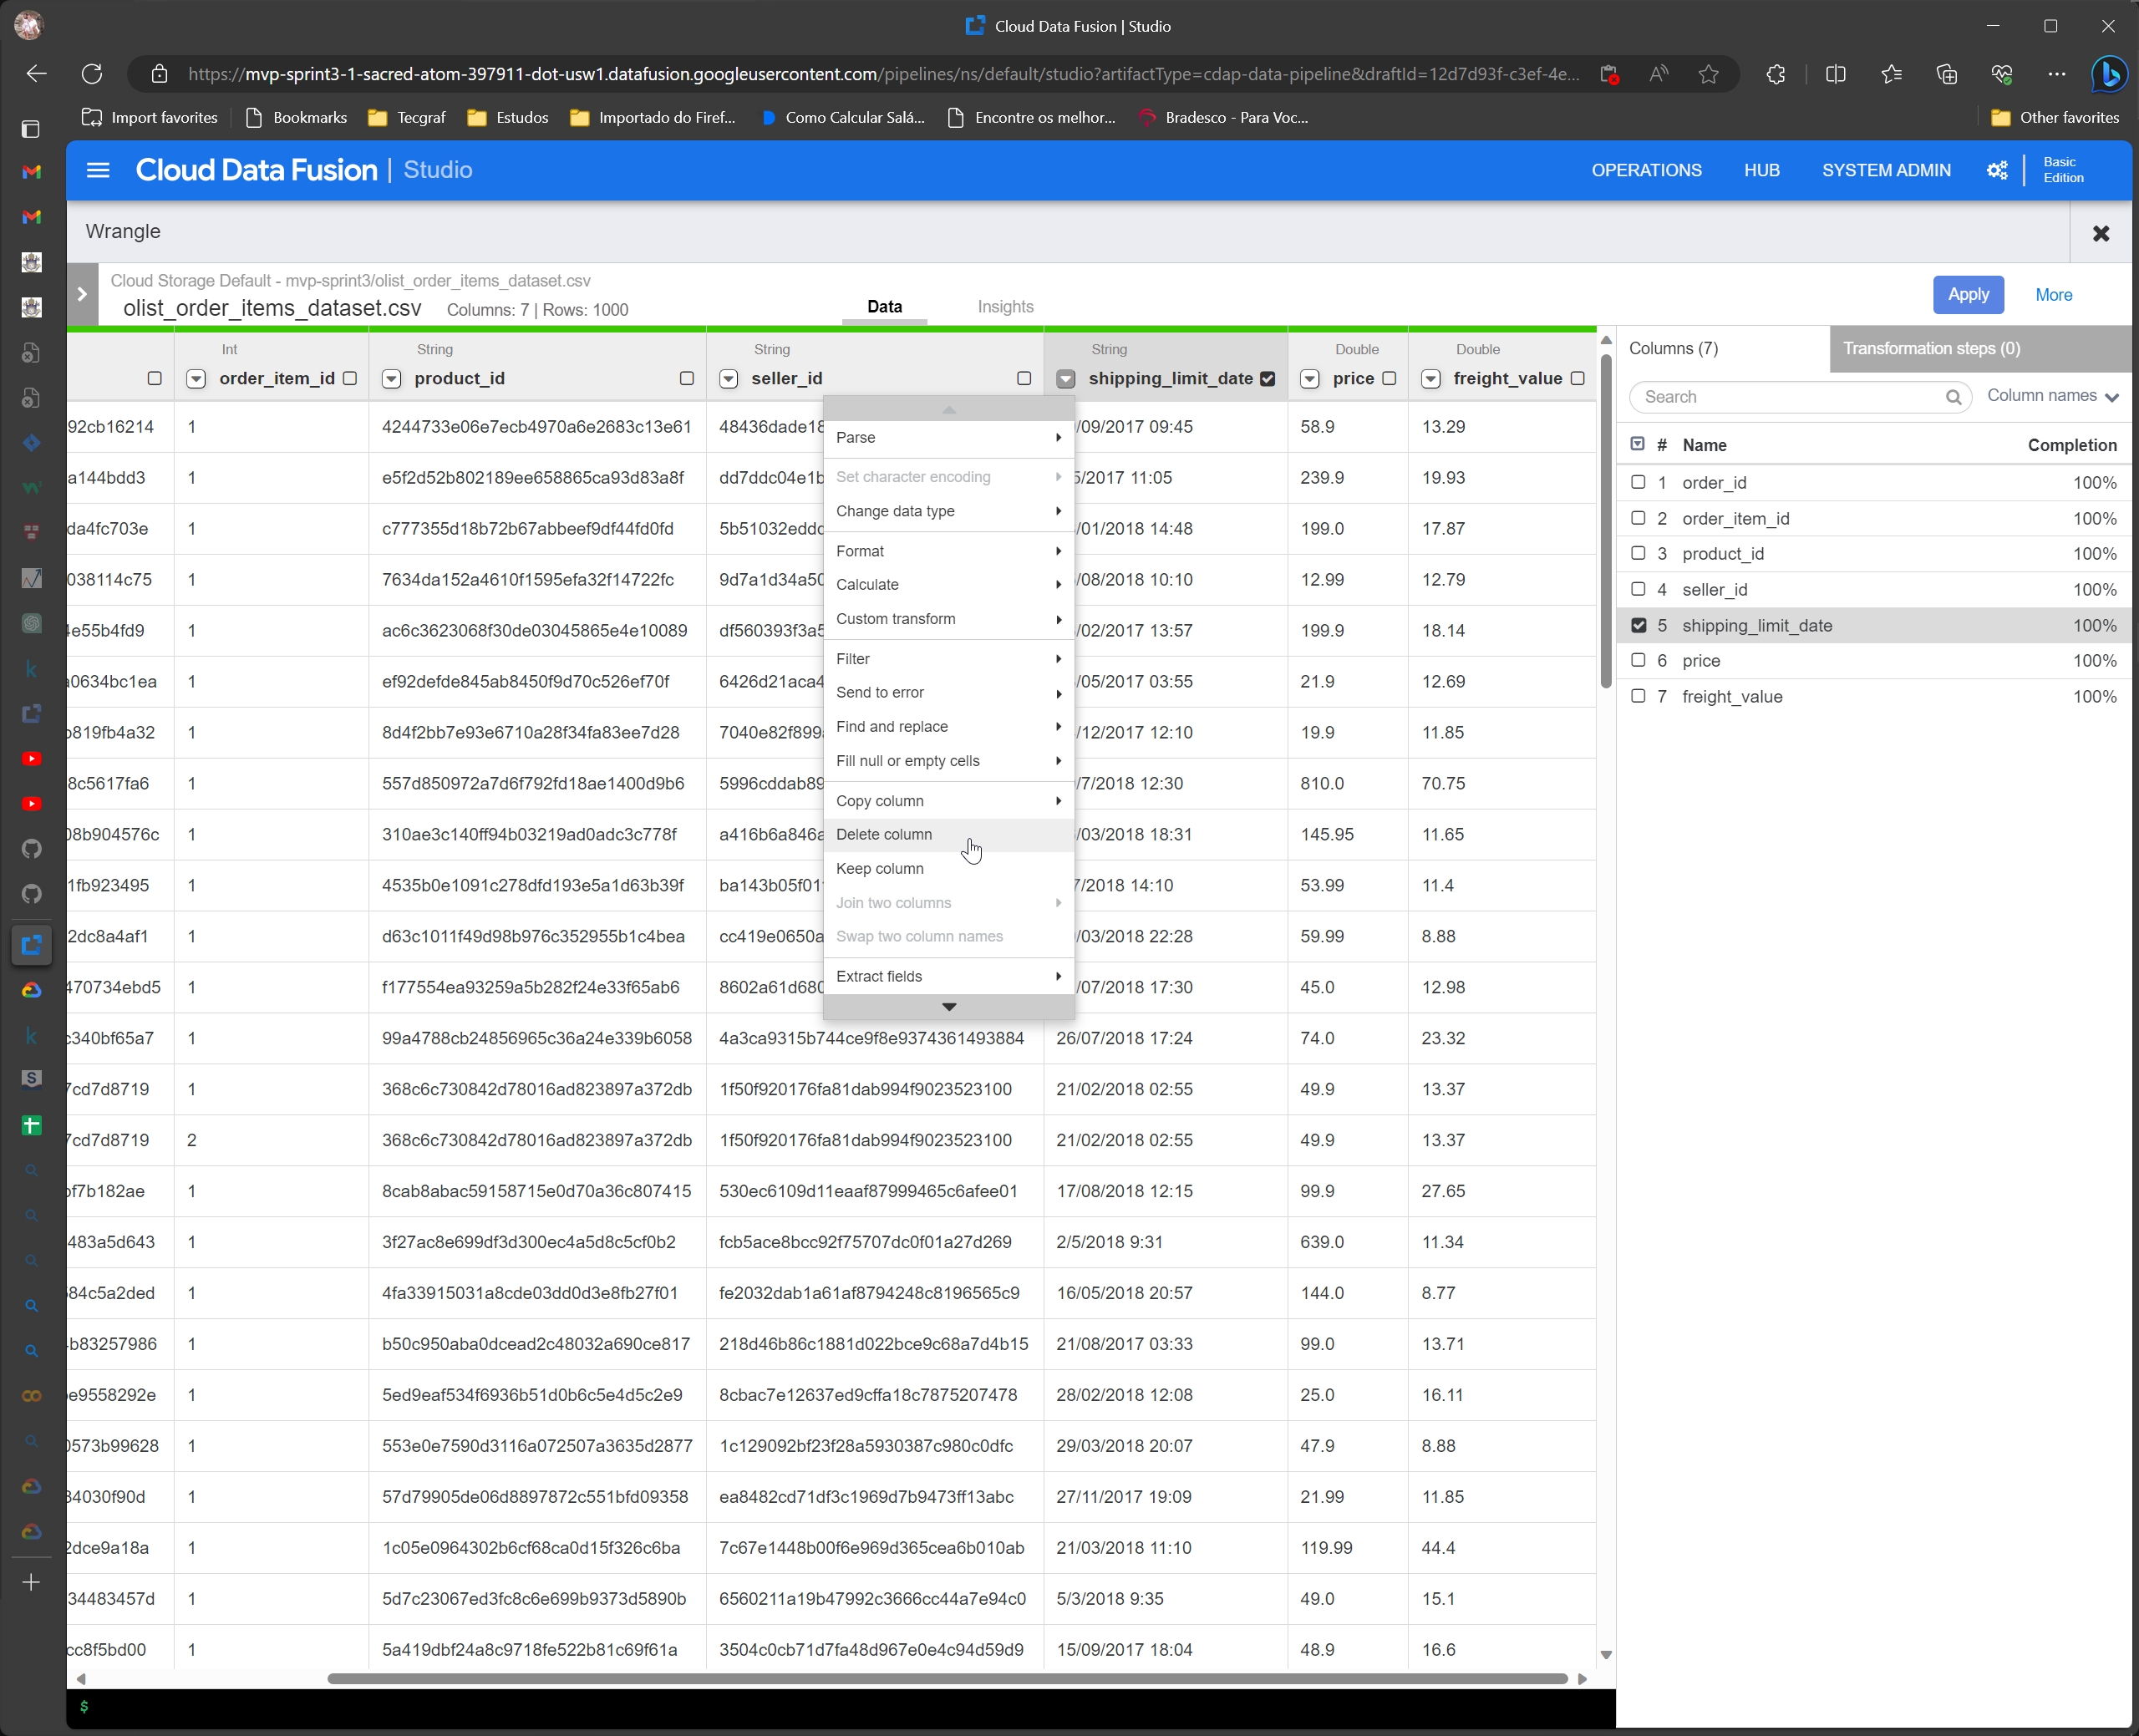 Cloud Data Fusion | Studio
https://mvp-sprint3-1-sacred-atom-397911-dot-usw1.datafusion.googleusercontent.com/pipelines/ns/default/studio?artifactType=cdap-data-pipeline&draftId=12d7d93f-c3ef-4e...
Import favorites Bookmarks Tecgraf Estudos Importado do Firef... Como Calcular Salá... Encontre os melhor... Bradesco - Para Voc... Other favorites
Cloud Data Fusion | Studio OPERATIONS HUB SYSTEM ADMIN Basic
Edition
Wrangle
Cloud Storage Default - mvp-sprint3/olist_order_items_dataset.csv
olist_order_items_dataset.csv Columns: 7 | Rows: 1000 Data Insights Apply More
Int String String String Double Double
order_item_id product_id seller_id shipping_limit_date price freight_value
92cb16214 1 4244733e06e7ecb4970a6e2683c13e61 48436dade18 /09/2017 09:45 58.9 13.29
a144bdd3 1 e5f2d52b802189ee658865ca93d83a8f dd7ddc04e1b 5/2017 11:05 239.9 19.93
da4fc703e 1 c777355d18b72b67abbeef9df44fd0fd 5b51032eddd /01/2018 14:48 199.0 17.87
038114c75 1 7634da152a4610f1595efa32f14722fc 9d7a1d34a50 /08/2018 10:10 12.99 12.79
4e55b4fd9 1 ac6c3623068f30de03045865e4e10089 df560393f3a5 /02/2017 13:57 199.9 18.14
a0634bc1ea 1 ef92defde845ab8450f9d70c526ef70f 6426d21aca4 /05/2017 03:55 21.9 12.69
b819fb4a32 1 8d4f2bb7e93e6710a28f34fa83ee7d28 7040e82f899 /12/2017 12:10 19.9 11.85
8c5617fa6 1 557d850972a7d6f792fd18ae1400d9b6 5996cddab89 /7/2018 12:30 810.0 70.75
08b904576c 1 310ae3c140ff94b03219ad0adc3c778f a416b6a846a /03/2018 18:31 145.95 11.65
1fb923495 1 4535b0e1091c278dfd193e5a1d63b39f ba143b05f01 7/2018 14:10 53.99 11.4
2dc8a4af1 1 d63c1011f49d98b976c352955b1c4bea cc419e0650a /03/2018 22:28 59.99 8.88
470734ebd5 1 f177554ea93259a5b282f24e33f65ab6 8602a61d680 /07/2018 17:30 45.0 12.98
c340bf65a7 1 99a4788cb24856965c36a24e339b6058 4a3ca9315b744ce9f8e9374361493884 26/07/2018 17:24 74.0 23.32
7cd7d8719 1 368c6c730842d78016ad823897a372db 1f50f920176fa81dab994f9023523100 21/02/2018 02:55 49.9 13.37
7cd7d8719 2 368c6c730842d78016ad823897a372db 1f50f920176fa81dab994f9023523100 21/02/2018 02:55 49.9 13.37
bf7b182ae 1 8cab8abac59158715e0d70a36c807415 530ec6109d11eaaf87999465c6afee01 17/08/2018 12:15 99.9 27.65
483a5d643 1 3f27ac8e699df3d300ec4a5d8c5cf0b2 fcb5ace8bcc92f75707dc0f01a27d269 2/5/2018 9:31 639.0 11.34
84c5a2ded 1 4fa33915031a8cde03dd0d3e8fb27f01 fe2032dab1a61af8794248c8196565c9 16/05/2018 20:57 144.0 8.77
b83257986 1 b50c950aba0dcead2c48032a690ce817 218d46b86c1881d022bce9c68a7d4b15 21/08/2017 03:33 99.0 13.71
e9558292e 1 5ed9eaf534f6936b51d0b6c5e4d5c2e9 8cbac7e12637ed9cffa18c7875207478 28/02/2018 12:08 25.0 16.11
0573b99628 1 553e0e7590d3116a072507a3635d2877 1c129092bf23f28a5930387c980c0dfc 29/03/2018 20:07 47.9 8.88
34030f90d 1 57d79905de06d8897872c551bfd09358 ea8482cd71df3c1969d7b9473ff13abc 27/11/2017 19:09 21.99 11.85
2dce9a18a 1 1c05e0964302b6cf68ca0d15f326c6ba 7c67e1448b00f6e969d365cea6b010ab 21/03/2018 11:10 119.99 44.4
34483457d 1 5d7c23067ed3fc8c6e699b9373d5890b 6560211a19b47992c3666cc44a7e94c0 5/3/2018 9:35 49.0 15.1
cc8f5bd00 1 5a419dbf24a8c9718fe522b81c69f61a 3504c0cb71d7fa48d967e0e4c94d59d9 15/09/2017 18:04 48.9 16.6
$
Parse
Set character encoding
Change data type
Format
Calculate
Custom transform
Filter
Send to error
Find and replace
Fill null or empty cells
Copy column
Delete column
Keep column
Join two columns
Swap two column names
Extract fields
Columns (7) Transformation steps (0)
Search Column names
# Name Completion
1 order_id 100%
2 order_item_id 100%
3 product_id 100%
4 seller_id 100%
5 shipping_limit_date 100%
6 price 100%
7 freight_value 100%